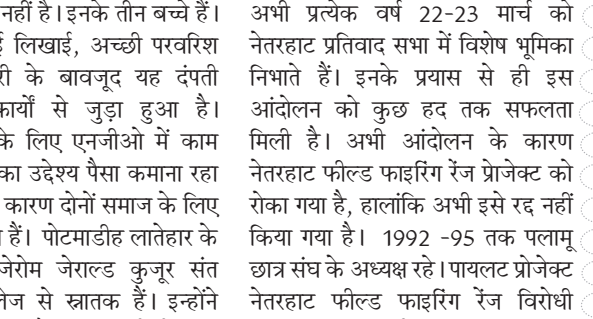 नहीं है। इनके तीन बच्चे हैं।
लिखाई, अच्छी परवरिश
के बावजूद यह दंपती
कार्यों से जुड़ा हुआ है।
के लिए एनजीओ में काम
का उद्देश्य पैसा कमाना रहा
कारण दोनों समाज के लिए
हैं। पोटमाडीह लातेहार के
जेरोम जेराल्ड कुजूर संत
से स्नातक हैं। इन्होंने
अभी प्रत्येक वर्ष 22-23 मार्च को
नेतरहाट प्रतिवाद सभा में विशेष भूमिका
निभाते हैं। इनके प्रयास से ही इस
आंदोलन को कुछ हद तक सफलता
मिली है। अभी आंदोलन के कारण
नेतरहाट फील्ड फाइरिंग रेंज प्रोजेक्ट को
रोका गया है, हालांकि अभी इसे रद्द नहीं
किया गया है। 1992 -95 तक पलामू
छात्र संघ के अध्यक्ष रहे। पायलट प्रोजेक्ट
नेतरहाट फील्ड फाइरिंग रेंज विरोधी